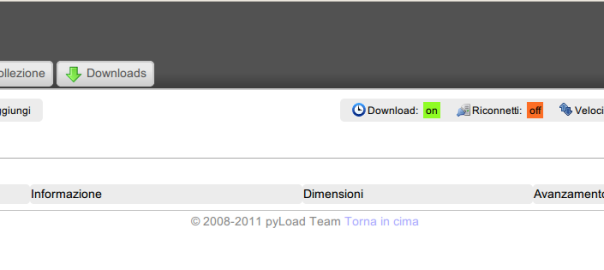 ollezione Downloads
ggiungi Download: on Riconnetti: off Veloci
Informazione Dimensioni Avanzamento
© 2008-2011 pyLoad Team Torna in cima